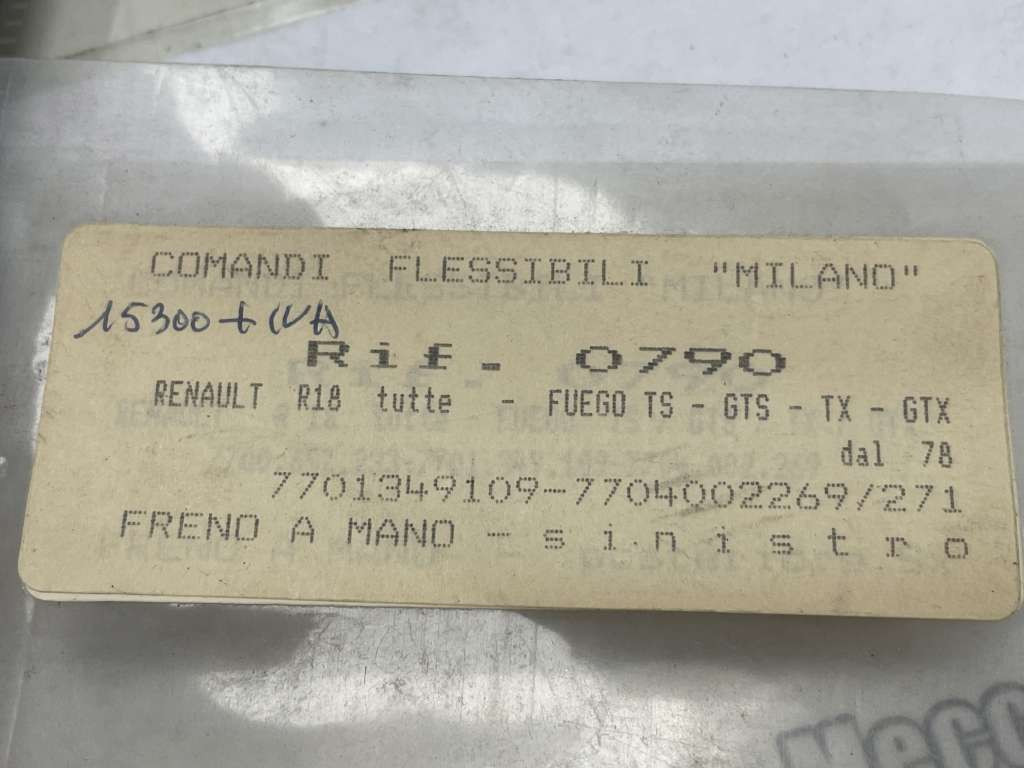 COMANDI FLESSIBILI "MILANO"
15300 + IVA
Rif. 0790
RENAULT R18 tutte - FUEGO TS - GTS - TX - GTX
dal 78
7701349109-7704002269/271
FRENO A MANO - sinistro